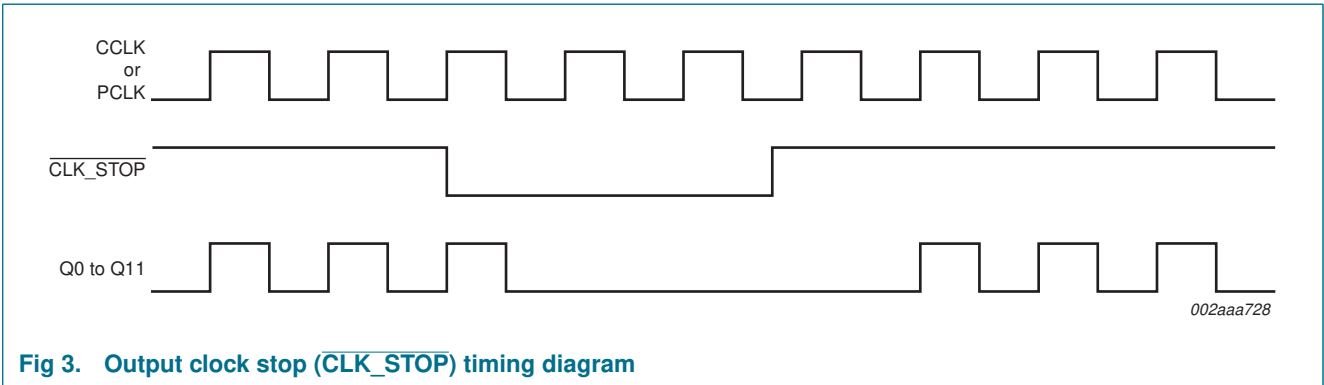 CCLK
or
PCLK
CLK_STOP
Q0 to Q11
002aaa728
Fig 3. Output clock stop (CLK_STOP) timing diagram